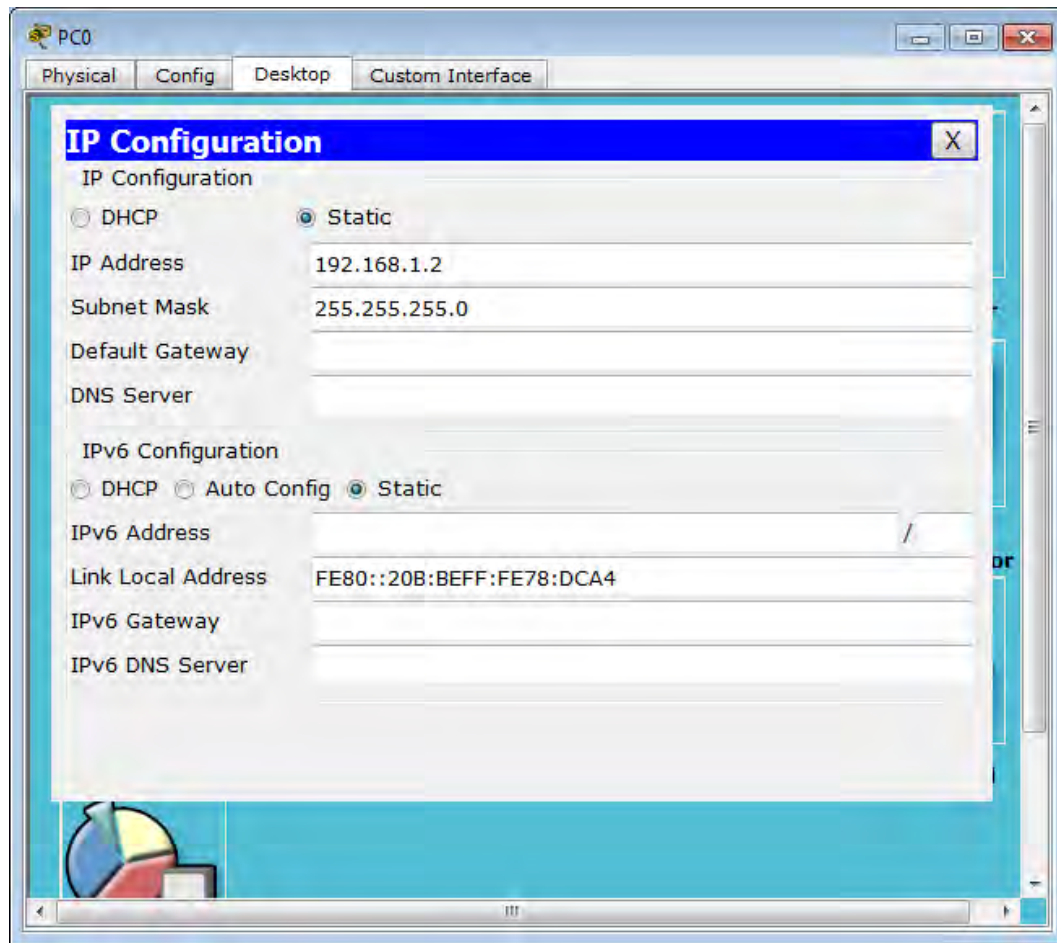 PC0
Physical Config Desktop Custom Interface
IP Configuration X
IP Configuration
DHCP Static
IP Address 192.168.1.2
Subnet Mask 255.255.255.0
Default Gateway
DNS Server
IPv6 Configuration
DHCP Auto Config Static
IPv6 Address /
Link Local Address FE80::20B:BEFF:FE78:DCA4
IPv6 Gateway
IPv6 DNS Server
or